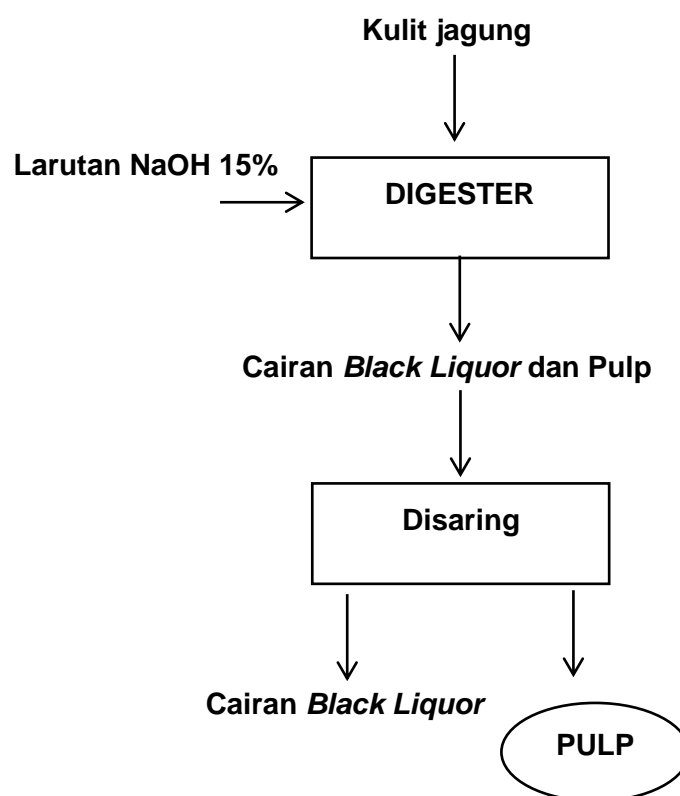 Kulit jagung
Larutan NaOH 15%
DIGESTER
Cairan Black Liquor dan Pulp
Disaring
Cairan Black Liquor
PULP